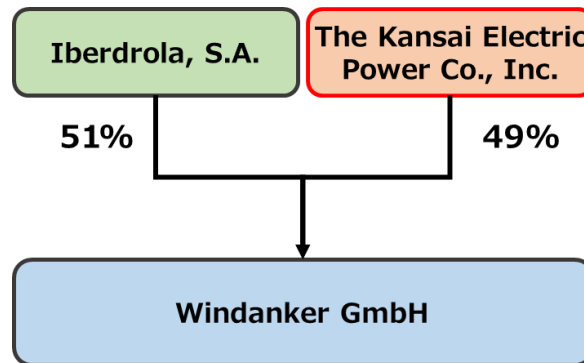 Iberdrola, S.A.
The Kansai Electric
Power Co., Inc.
51%
49%
Windanker GmbH